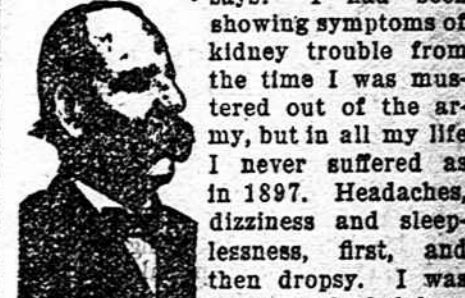 showing symptoms of
kidney trouble from
the time I was mus-
tered out of the ar-
my, but in all my life
I never suffered as
in 1897. Headaches,
dizziness and sleep-
lessness, first, and
then dropsy. I was